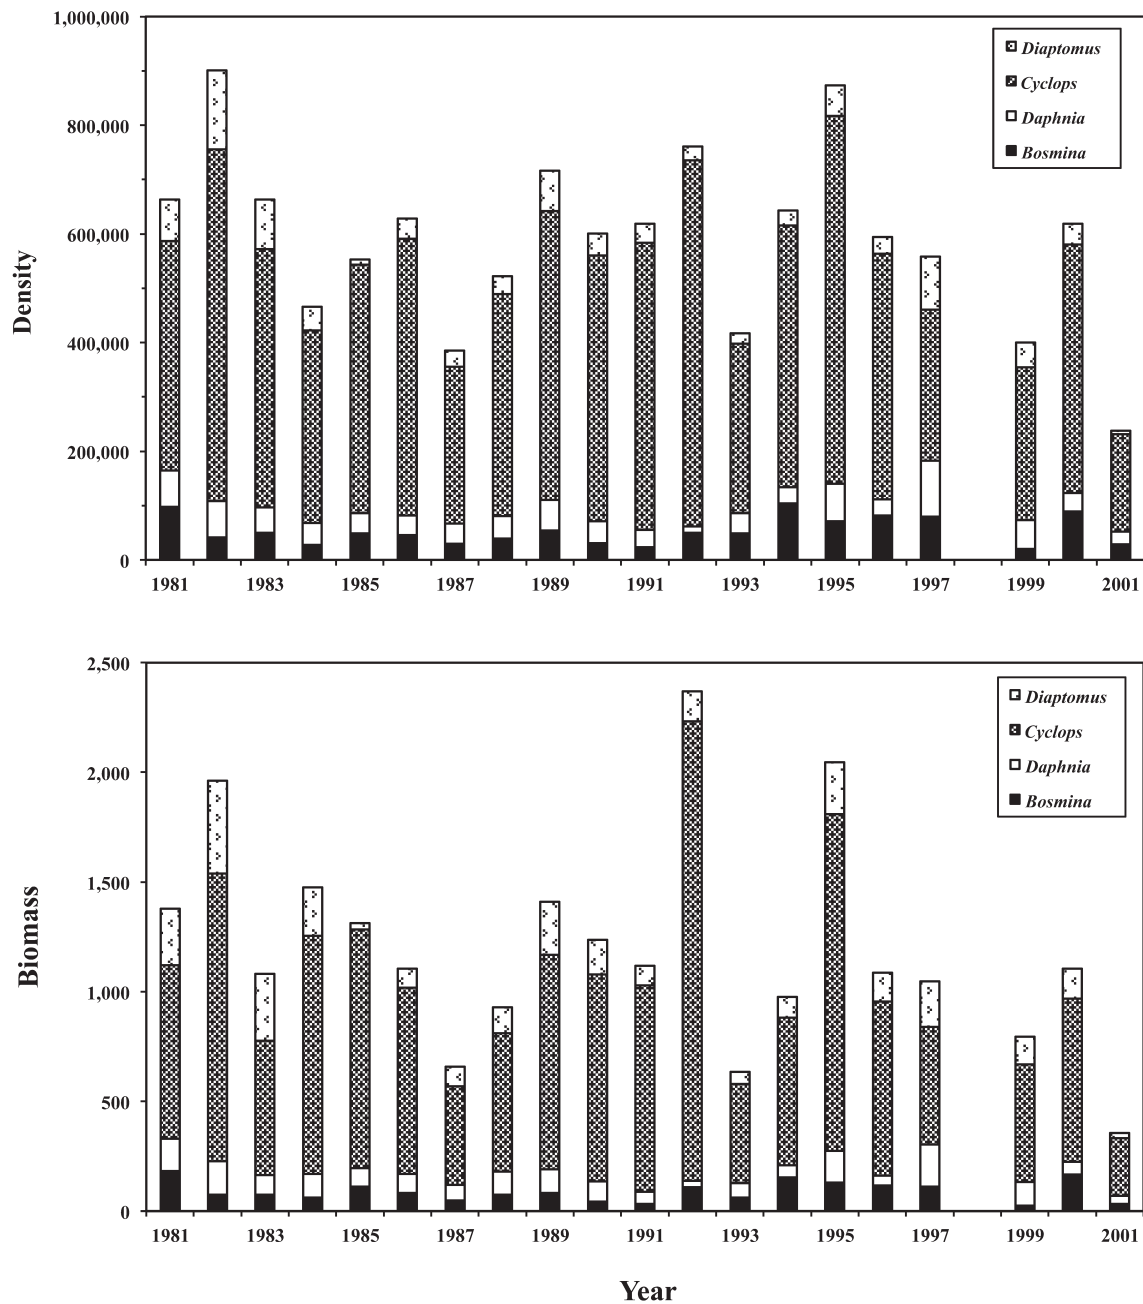 1,000,000
800,000
600,000
400,000
200,000
0
Density
Diaptomus
Cyclops
Daphnia
Bosmina
1981 1983 1985 1987 1989 1991 1993 1995 1997 1999 2001
2,500
2,000
1,500
1,000
500
0
Biomass
Diaptomus
Cyclops
Daphnia
Bosmina
1981 1983 1985 1987 1989 1991 1993 1995 1997 1999 2001
Year